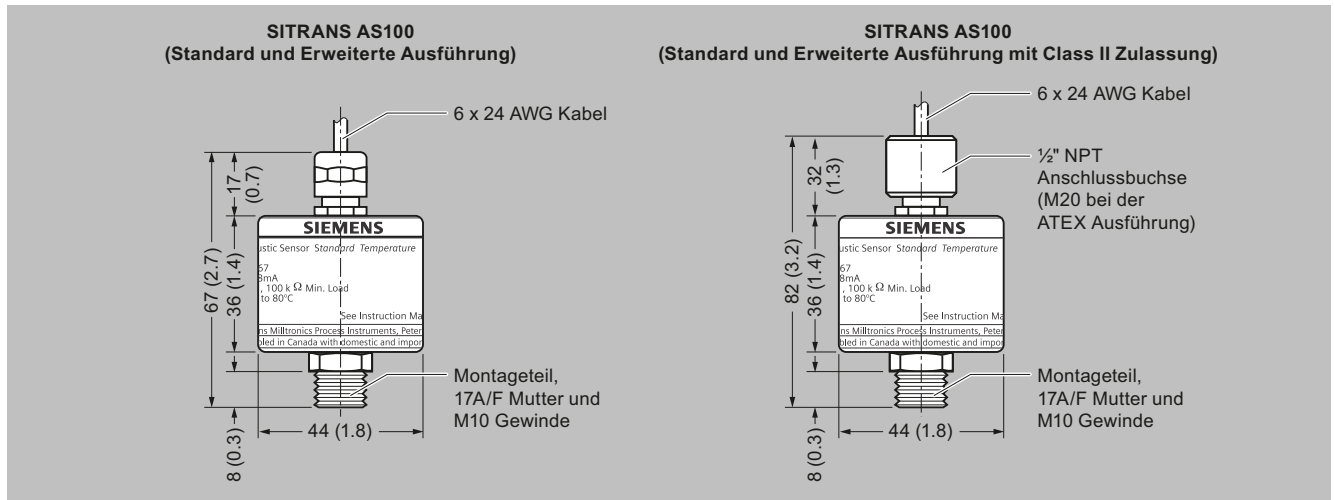 SITRANS AS100
(Standard und Erweiterte Ausführung)
6 x 24 AWG Kabel
17
(0.7)
67 (2.7)
36 (1.4)
8 (0.3)
44 (1.8)
SIEMENS
ustic Sensor Standard Temperature
67
8mA
, 100 k Ω Min. Load
to 80°C
See Instruction Ma
ns Milltronics Process Instruments, Peter
bled in Canada with domestic and impor
Montageteil,
17A/F Mutter und
M10 Gewinde
SITRANS AS100
(Standard und Erweiterte Ausführung mit Class II Zulassung)
6 x 24 AWG Kabel
½" NPT
Anschlussbuchse
(M20 bei der
ATEX Ausführung)
32
(1.3)
82 (3.2)
36 (1.4)
8 (0.3)
44 (1.8)
SIEMENS
ustic Sensor Standard Temperature
67
8mA
, 100 k Ω Min. Load
to 80°C
See Instruction Ma
ns Milltronics Process Instruments, Peter
bled in Canada with domestic and impor
Montageteil,
17A/F Mutter und
M10 Gewinde